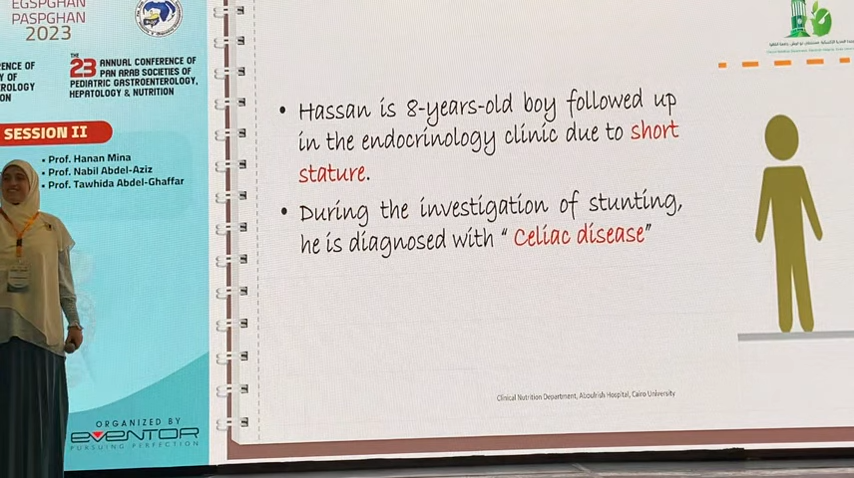 EGSPGHAN
PASPGHAN
2023
ENCE OF
Y OF
ROLOGY
ON
THE
23 ANNUAL CONFERENCE OF
PAN ARAB SOCIETIES OF
PEDIATRIC GASTROENTEROLOGY,
HEPATOLOGY & NUTRITION
SESSION II
• Prof. Hanan Mina
• Prof. Nabil Abdel-Aziz
• Prof. Tawhida Abdel-Ghaffar
ORGANIZED BY
EVENTOR
PURSUING PERFECTION
• Hassan is 8-years-old boy followed up
in the endocrinology clinic due to short
stature.
• During the investigation of stunting,
he is diagnosed with “ Celiac disease”
Clinical Nutrition Department, Aboulrish Hospital, Cairo University